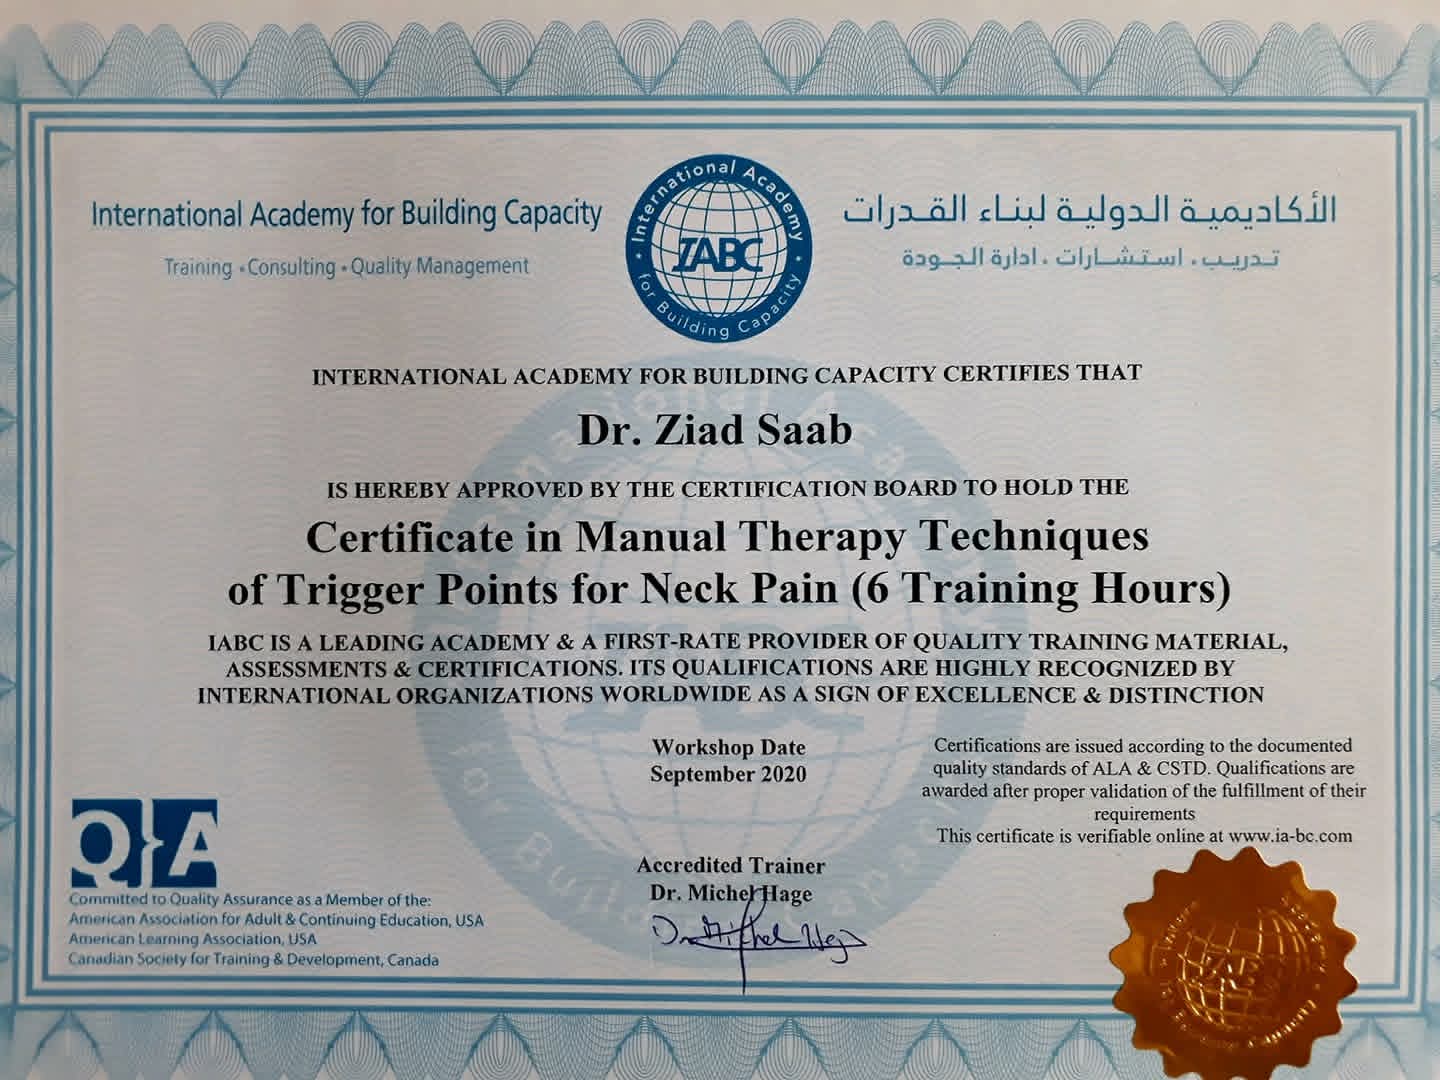 International Academy for Building Capacity
Training • Consulting • Quality Management
International Academy
IABC
for Building Capacity
الأكاديمية الدولية لبناء القدرات
تدريب . استشارات . ادارة الجودة
INTERNATIONAL ACADEMY FOR BUILDING CAPACITY CERTIFIES THAT
Dr. Ziad Saab
IS HEREBY APPROVED BY THE CERTIFICATION BOARD TO HOLD THE
Certificate in Manual Therapy Techniques
of Trigger Points for Neck Pain (6 Training Hours)
IABC IS A LEADING ACADEMY & A FIRST-RATE PROVIDER OF QUALITY TRAINING MATERIAL,
ASSESSMENTS & CERTIFICATIONS. ITS QUALIFICATIONS ARE HIGHLY RECOGNIZED BY
INTERNATIONAL ORGANIZATIONS WORLDWIDE AS A SIGN OF EXCELLENCE & DISTINCTION
Workshop Date
September 2020
Certifications are issued according to the documented
quality standards of ALA & CSTD. Qualifications are
awarded after proper validation of the fulfillment of their
requirements
This certificate is verifiable online at www.ia-bc.com
Accredited Trainer
Dr. Michel Hage
Dr Michel Hage
Q}A
Committed to Quality Assurance as a Member of the:
American Association for Adult & Continuing Education, USA
American Learning Association, USA
Canadian Society for Training & Development, Canada
IABC